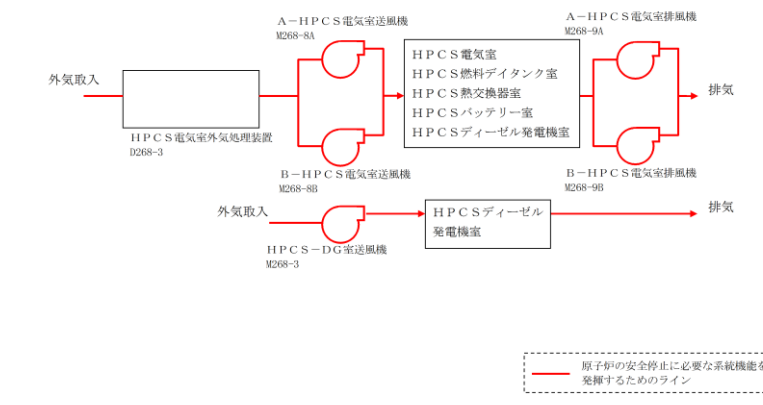 A－HPCS電気室送風機
M268-8A
A－HPCS電気室排風機
M268-9A
外気取入
HPCS電気室
HPCS燃料デイタンク室
HPCS熱交換器室
HPCSバッテリー室
HPCSディーゼル発電機室
排気
HPCS電気室外気処理装置
D268-3
B－HPCS電気室送風機
M268-8B
B－HPCS電気室排風機
M268-9B
外気取入
HPCSディーゼル
発電機室
排気
HPCS－DG室送風機
M268-3
原子炉の安全停止に必要な系統機能を
発揮するためのライン